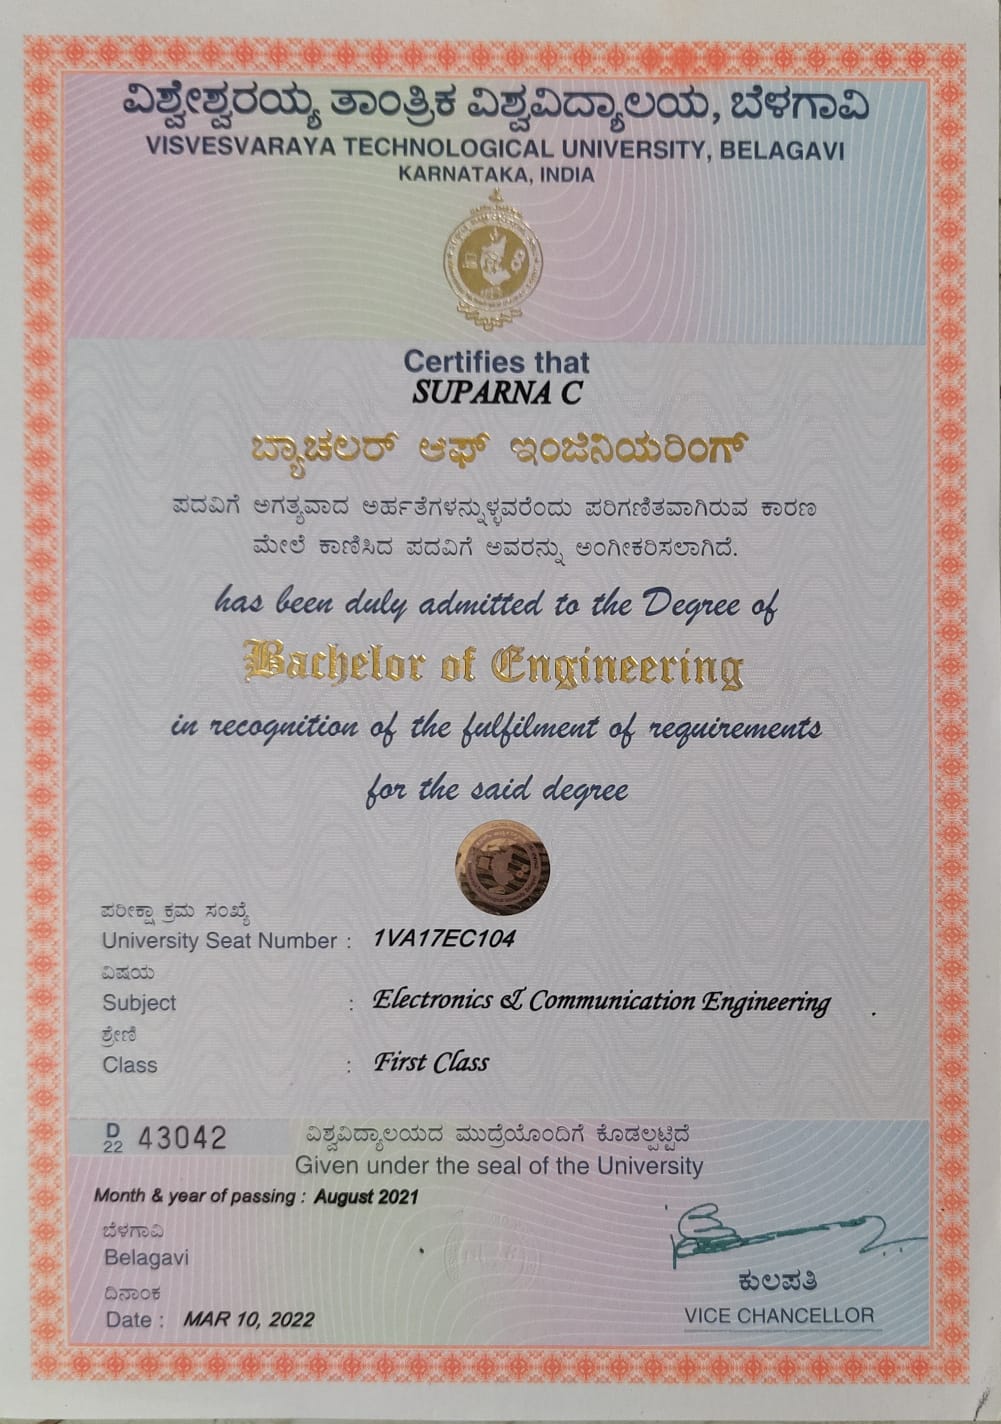 ವಿಶ್ವೇಶ್ವರಯ್ಯ ತಾಂತ್ರಿಕ ವಿಶ್ವವಿದ್ಯಾಲಯ, ಬೆಳಗಾವಿ
VISVESVARAYA TECHNOLOGICAL UNIVERSITY, BELAGAVI
KARNATAKA, INDIA
Certifies that
SUPARNA C
ಬ್ಯಾಚಲರ್ ಆಫ್ ಇಂಜಿನಿಯರಿಂಗ್
ಪದವಿಗೆ ಅಗತ್ಯವಾದ ಅರ್ಹತೆಗಳನ್ನುಳ್ಳವರೆಂದು ಪರಿಗಣಿತವಾಗಿರುವ ಕಾರಣ
ಮೇಲೆ ಕಾಣಿಸಿದ ಪದವಿಗೆ ಅವರನ್ನು ಅಂಗೀಕರಿಸಲಾಗಿದೆ.
has been duly admitted to the Degree of
Bachelor of Engineering
in recognition of the fulfilment of requirements
for the said degree
ಪರೀಕ್ಷಾ ಕ್ರಮ ಸಂಖ್ಯೆ
University Seat Number : 1VA17EC104
ವಿಷಯ
Subject : Electronics & Communication Engineering
ಶ್ರೇಣಿ
Class : First Class
D 22 43042
ವಿಶ್ವವಿದ್ಯಾಲಯದ ಮುದ್ರೆಯೊಂದಿಗೆ ಕೊಡಲ್ಪಟ್ಟಿದೆ
Given under the seal of the University
Month & year of passing : August 2021
ಬೆಳಗಾವಿ
Belagavi
ದಿನಾಂಕ
Date : MAR 10, 2022
ಕುಲಪತಿ
VICE CHANCELLOR